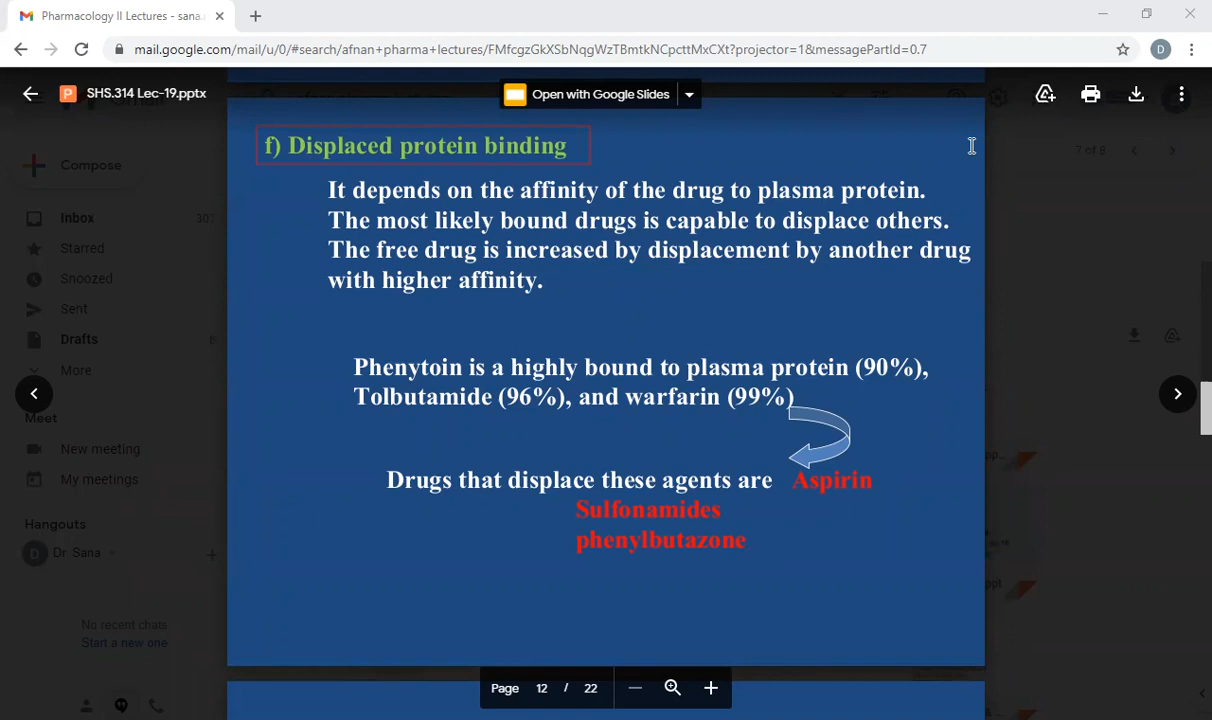 Pharmacology II Lectures - sana.
mail.google.com/mail/u/0/#search/afnan+pharma+lectures/FMfcgzGkXSbNqgWZTBmtkNCpcttMxCXt?projector=1&messagePartId=0.7
D
SHS.314 Lec-19.pptx
Open with Google Slides
Compose
7 of 8
Inbox
Starred
Snoozed
Sent
Drafts
More
Meet
New meeting
My meetings
Hangouts
D Dr. Sana
No recent chats
Start a new one
f) Displaced protein binding
It depends on the affinity of the drug to plasma protein.
The most likely bound drugs is capable to displace others.
The free drug is increased by displacement by another drug
with higher affinity.
Phenytoin is a highly bound to plasma protein (90%),
Tolbutamide (96%), and warfarin (99%)
Drugs that displace these agents are Aspirin
Sulfonamides
phenylbutazone
Page 12 / 22